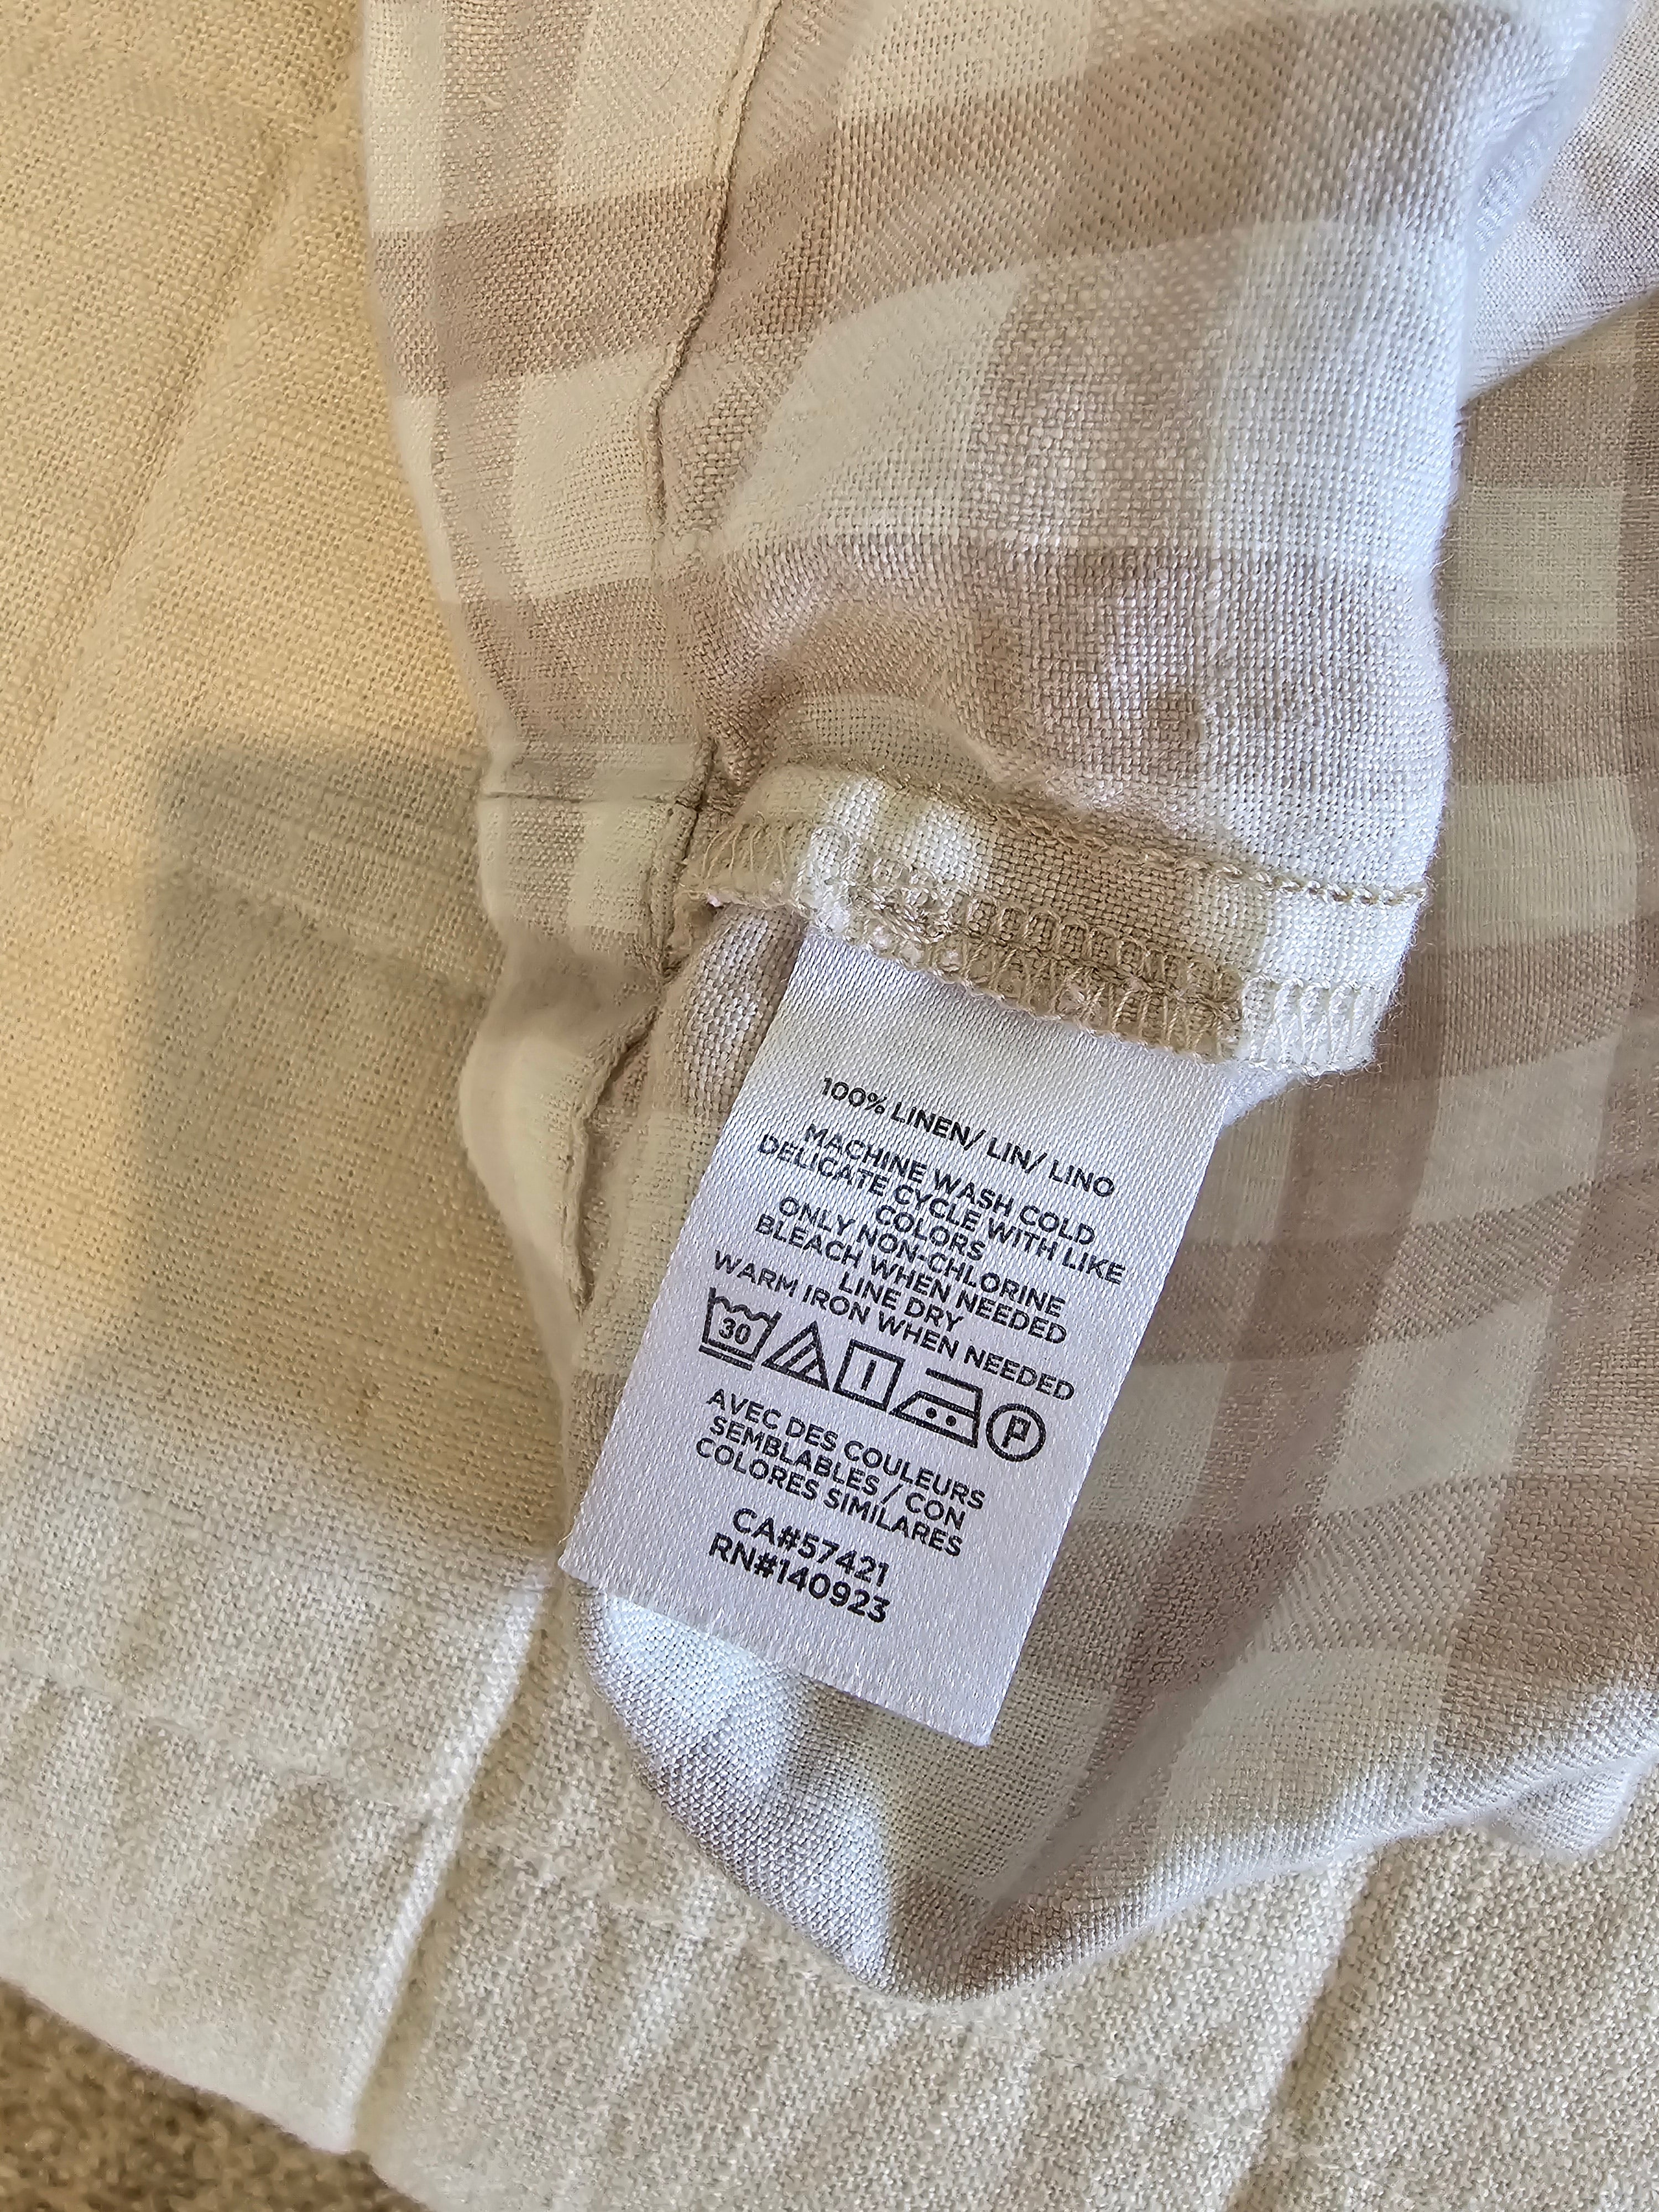 100% LINEN/ LIN/ LINO
MACHINE WASH COLD
DELICATE CYCLE WITH LIKE
COLORS
ONLY NON-CHLORINE
BLEACH WHEN NEEDED
LINE DRY
WARM IRON WHEN NEEDED
30 P
AVEC DES COULEURS
SEMBLABLES / CON
COLORES SIMILARES
CA#57421
RN#140923